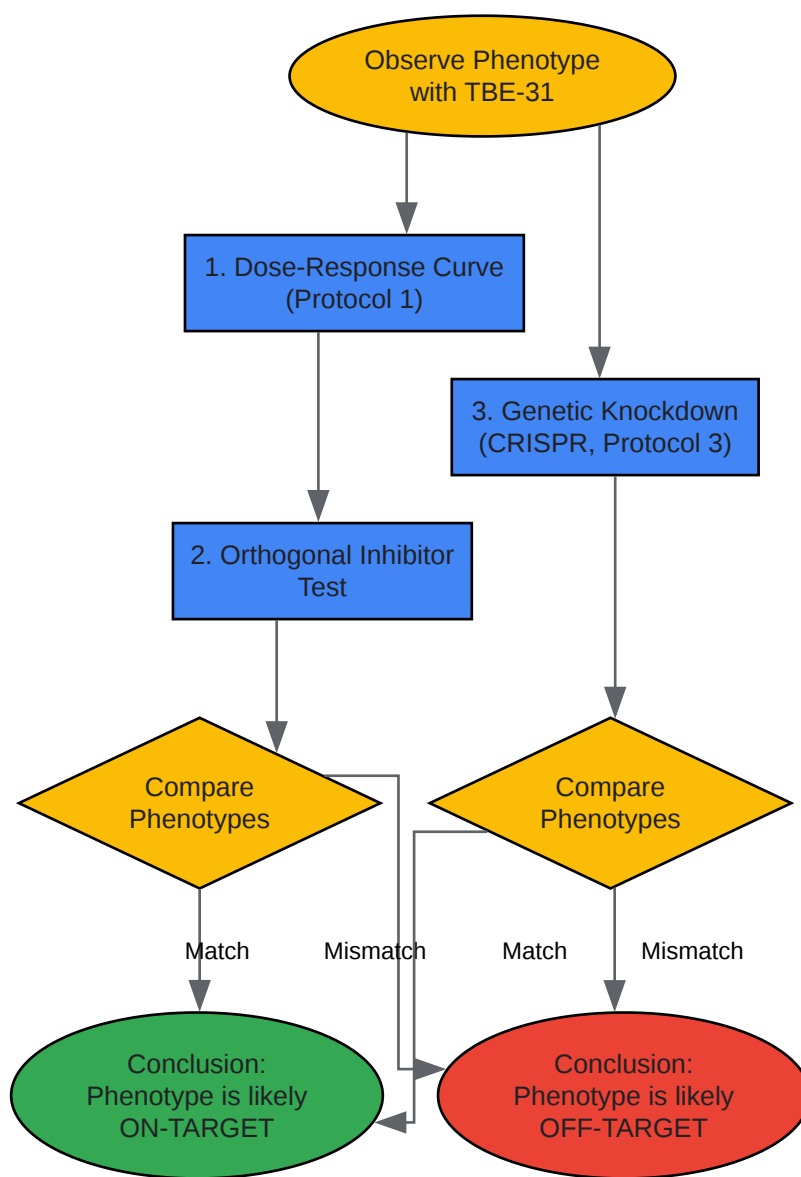 Observe Phenotype
with TBE-31
1. Dose-Response Curve
(Protocol 1)
3. Genetic Knockdown
(CRISPR, Protocol 3)
2. Orthogonal Inhibitor
Test
Compare
Phenotypes
Compare
Phenotypes
Match
Mismatch
Match
Mismatch
Conclusion:
Phenotype is likely
ON-TARGET
Conclusion:
Phenotype is likely
OFF-TARGET